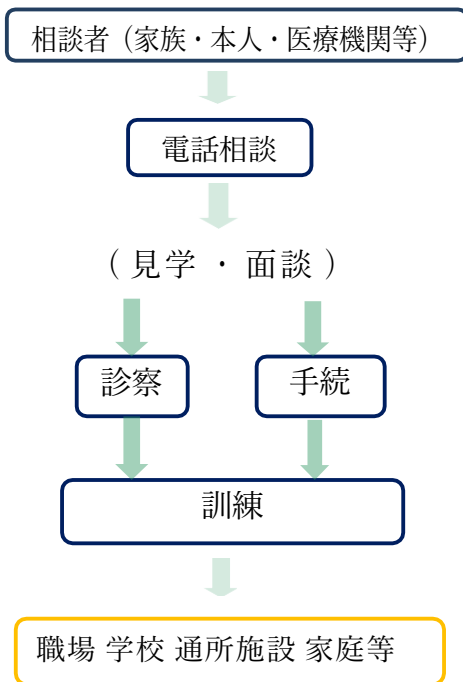 相談者（家族・本人・医療機関等）
電話相談
（見学 ・ 面談）
診察
手続
訓練
職場 学校 通所施設 家庭等